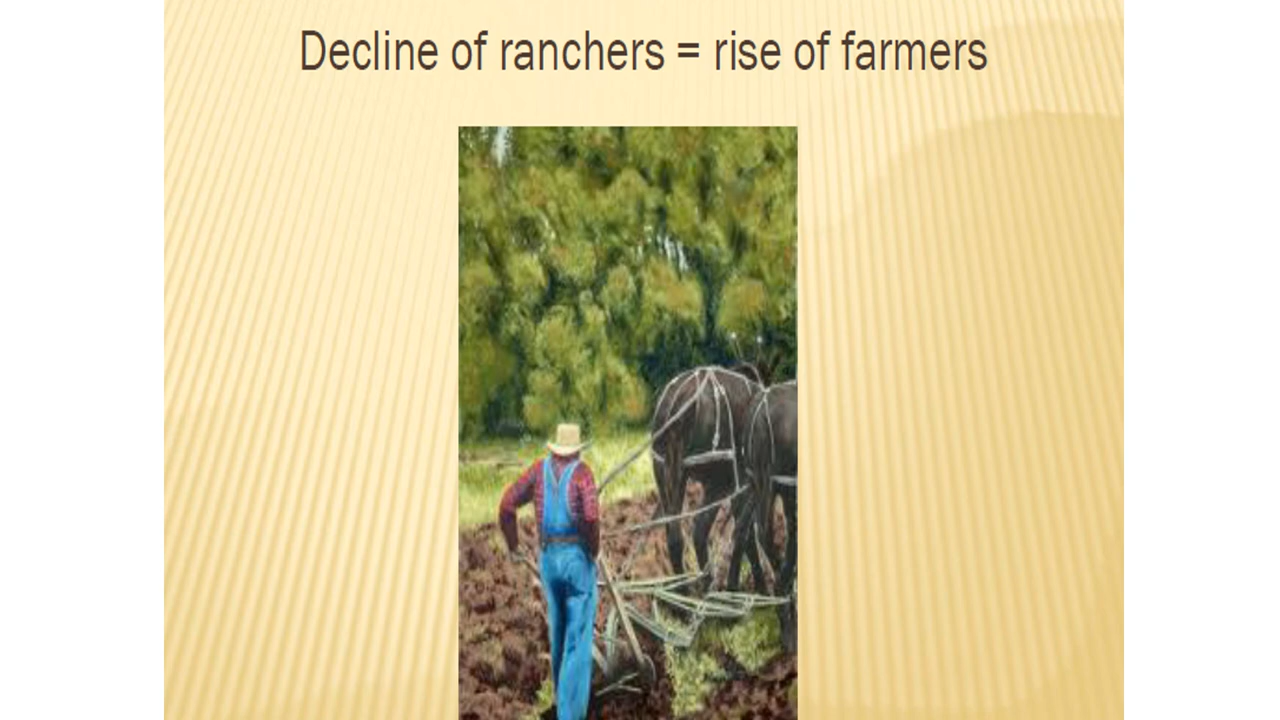 Decline of ranchers = rise of farmers